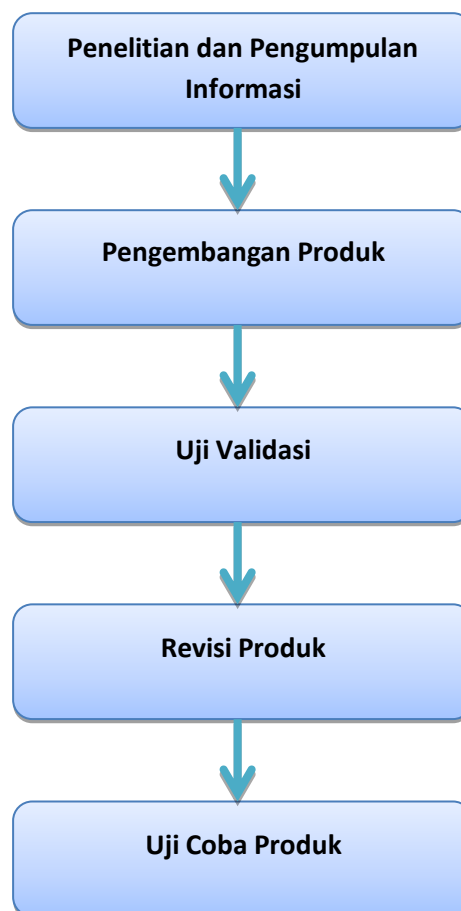 Penelitian dan Pengumpulan
Informasi
Pengembangan Produk
Uji Validasi
Revisi Produk
Uji Coba Produk